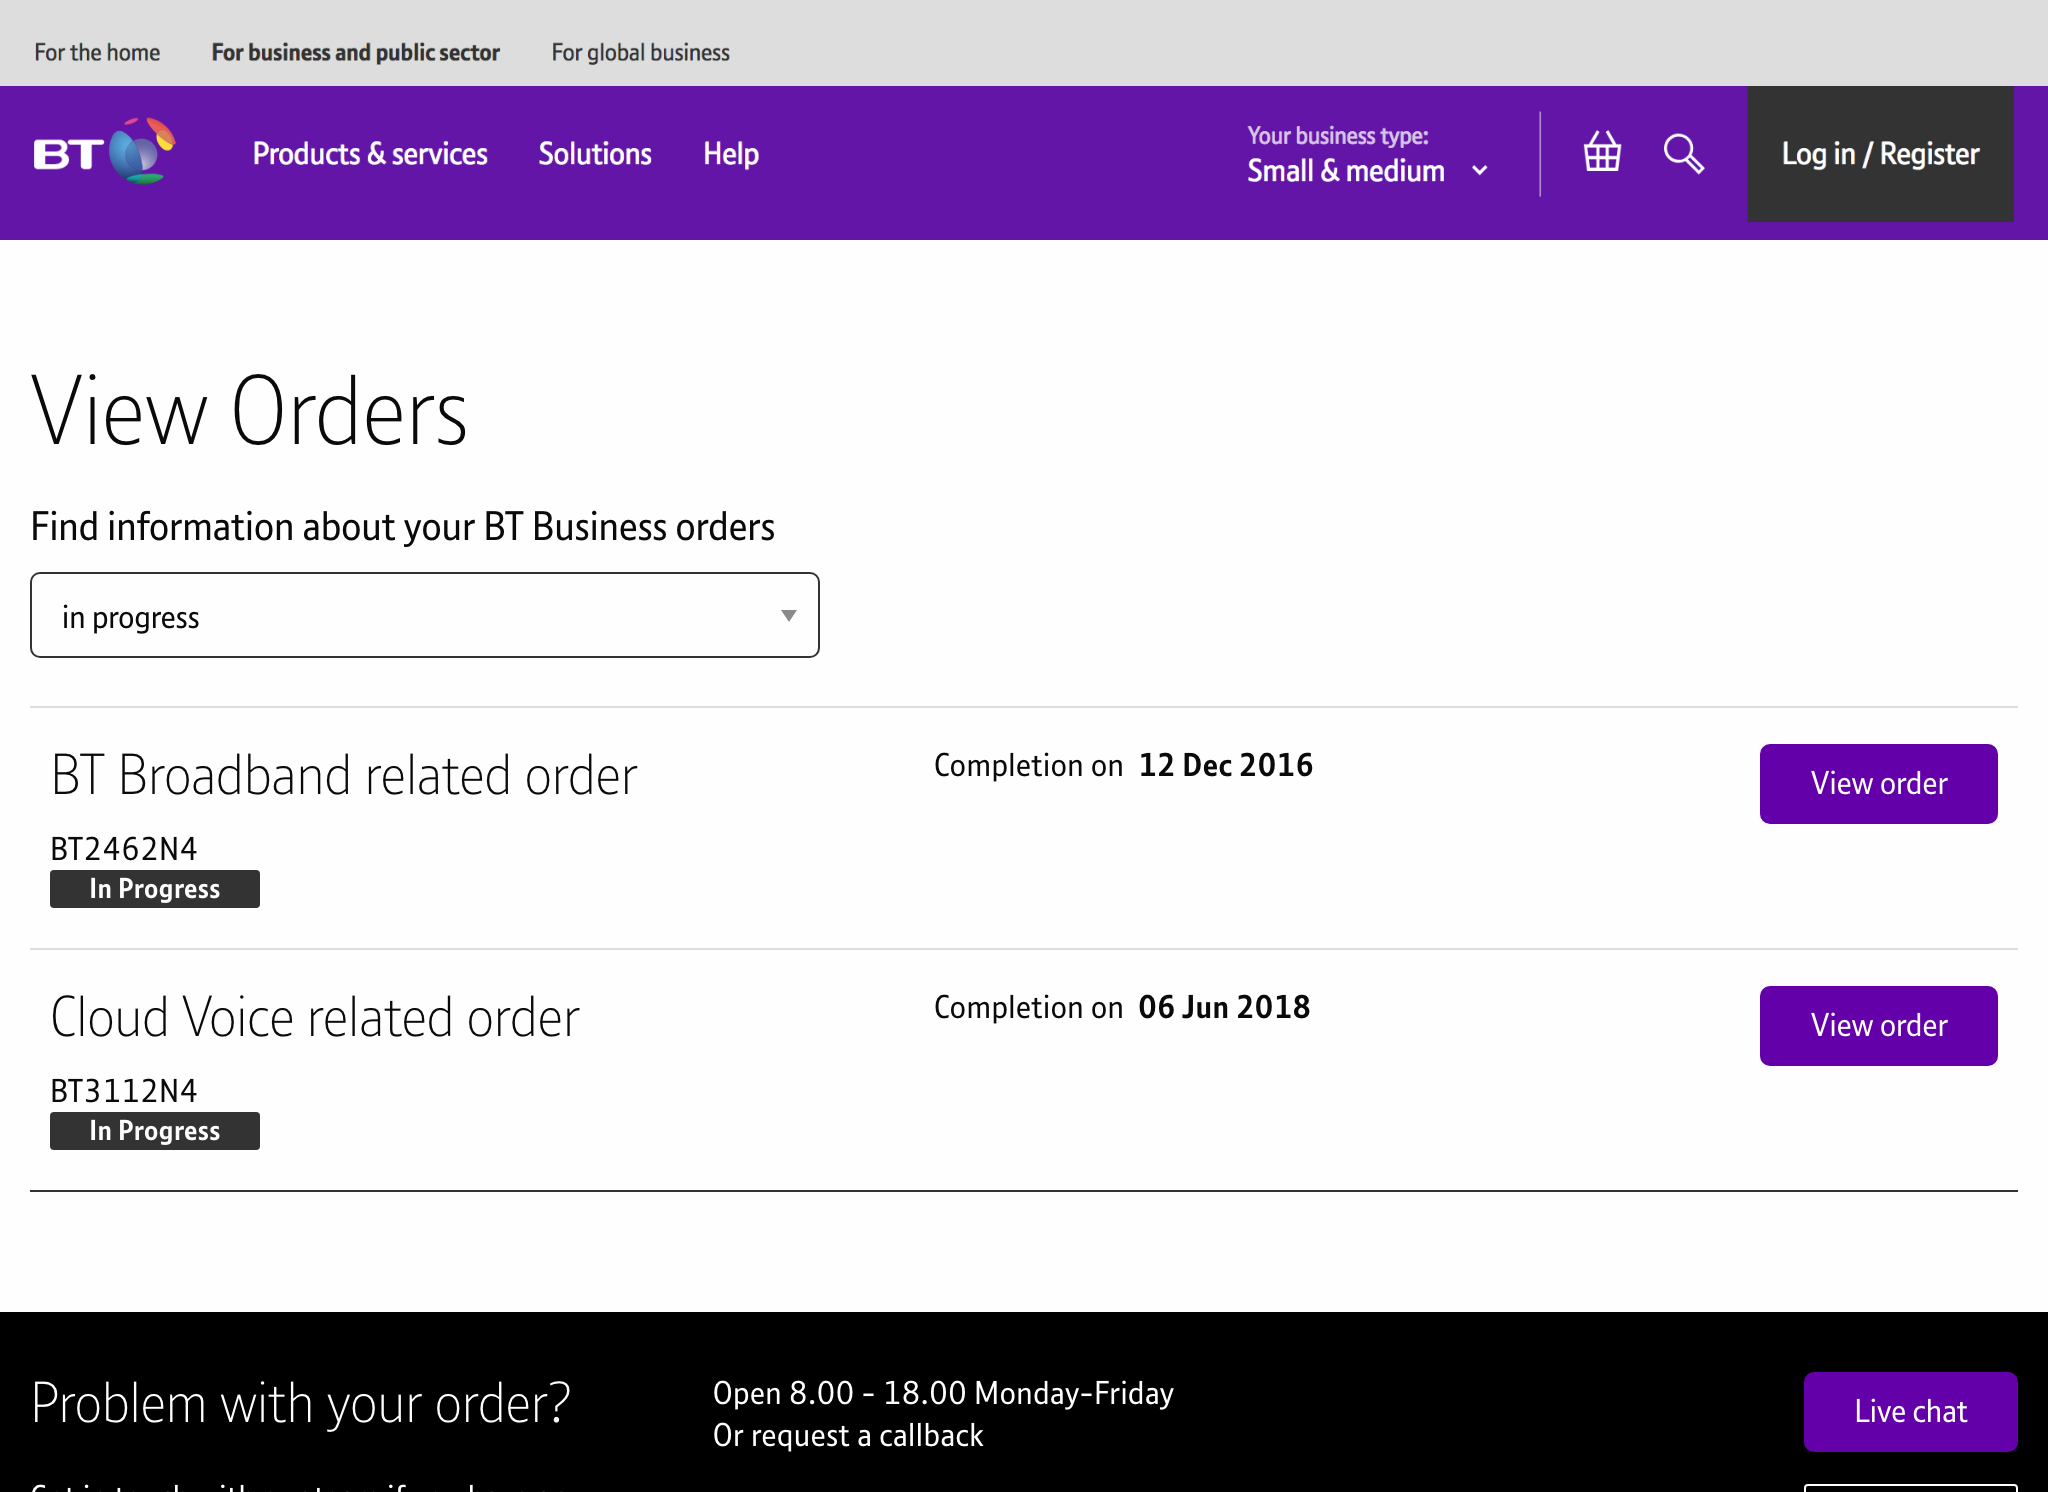 For the home For business and public sector For global business
BT Products & services Solutions Help Your business type: Small & medium Log in / Register
View Orders
Find information about your BT Business orders
in progress
BT Broadband related order Completion on 12 Dec 2016 View order
BT2462N4
In Progress
Cloud Voice related order Completion on 06 Jun 2018 View order
BT3112N4
In Progress
Problem with your order? Open 8.00 - 18.00 Monday-Friday Live chat
Or request a callback